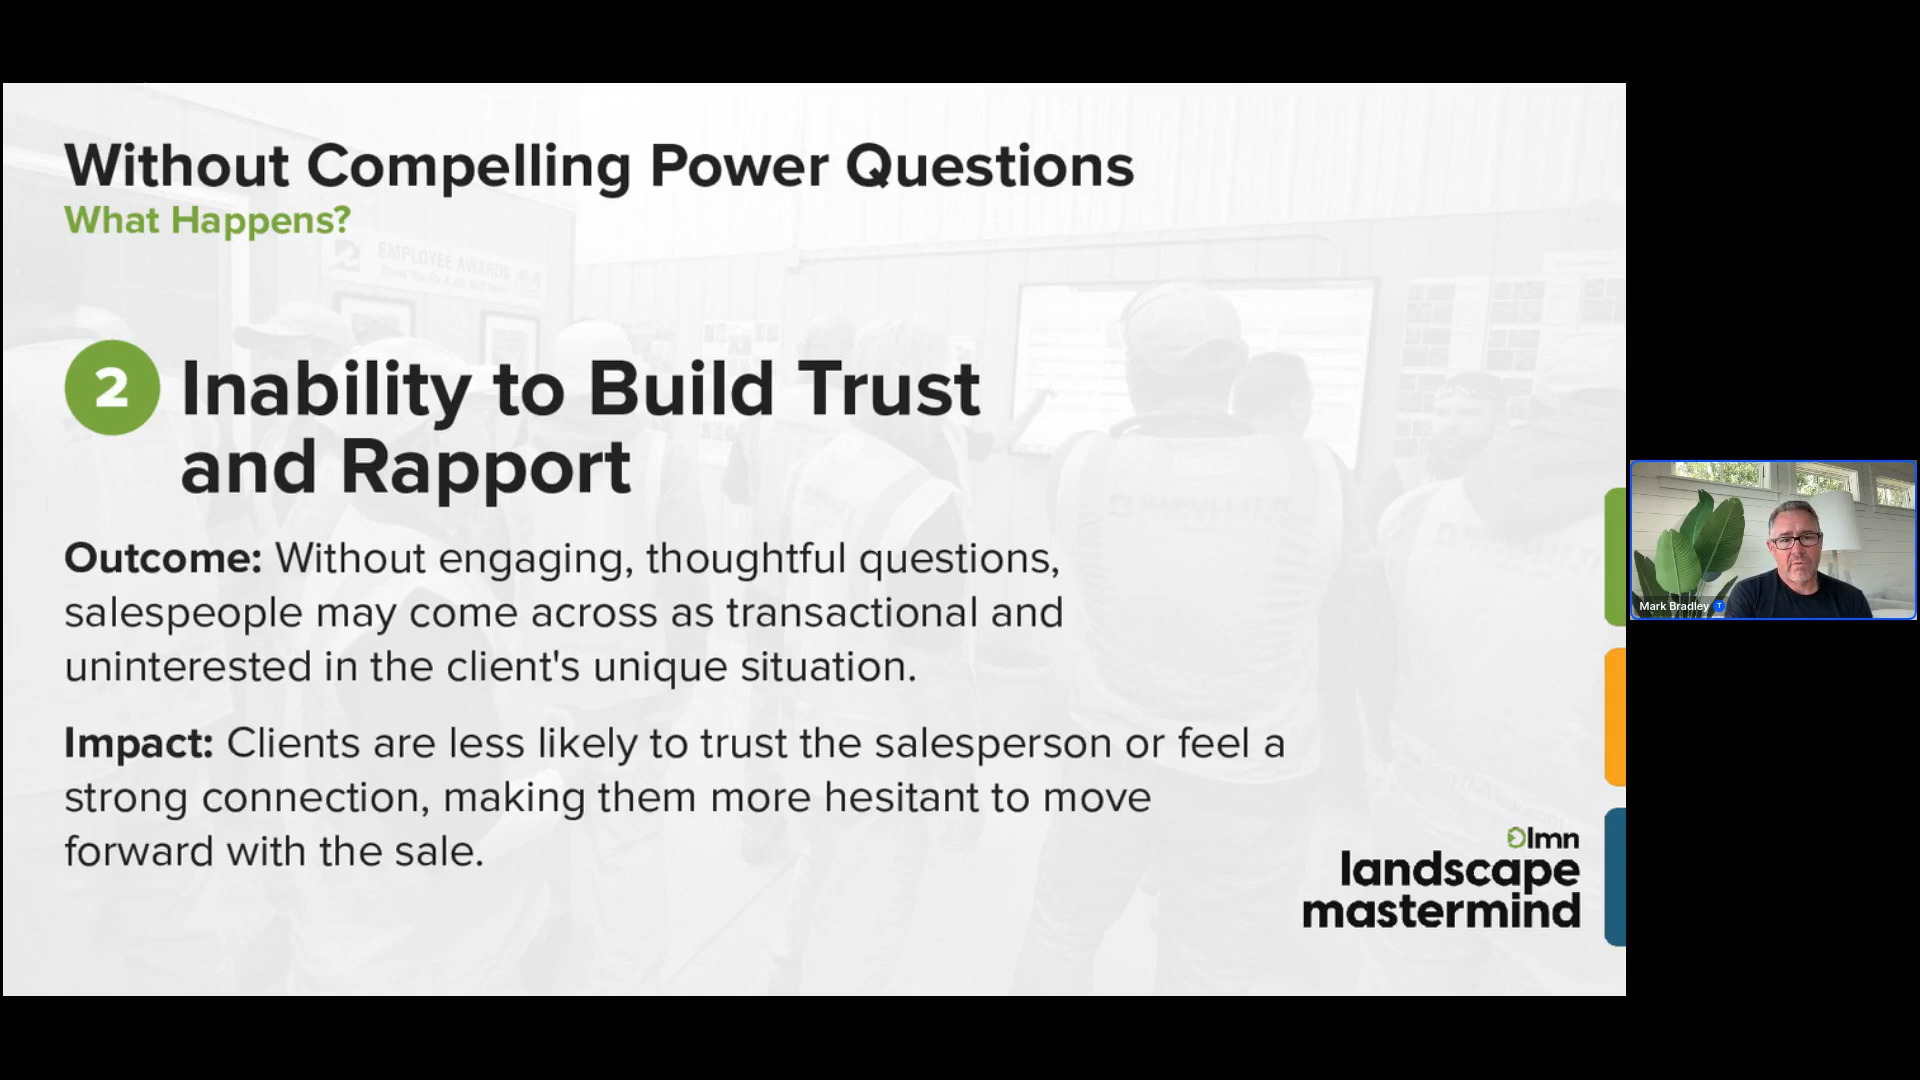 Without Compelling Power Questions
What Happens?
EMPLOYEE AWARDS
2
Inability to Build Trust
and Rapport
Outcome: Without engaging, thoughtful questions,
salespeople may come across as transactional and
uninterested in the client's unique situation.
Impact: Clients are less likely to trust the salesperson or feel a
strong connection, making them more hesitant to move
forward with the sale.
lmn
landscape
mastermind
Mark Bradley
T